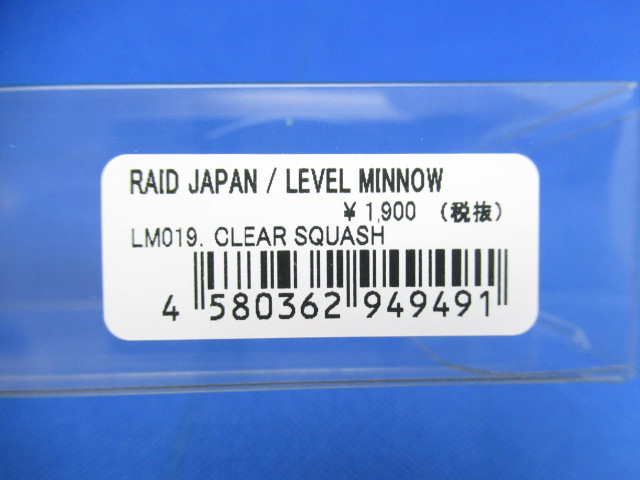 RAID JAPAN / LEVEL MINNOW
¥ 1,900 (税抜)
LM019. CLEAR SQUASH
4 580362 949491